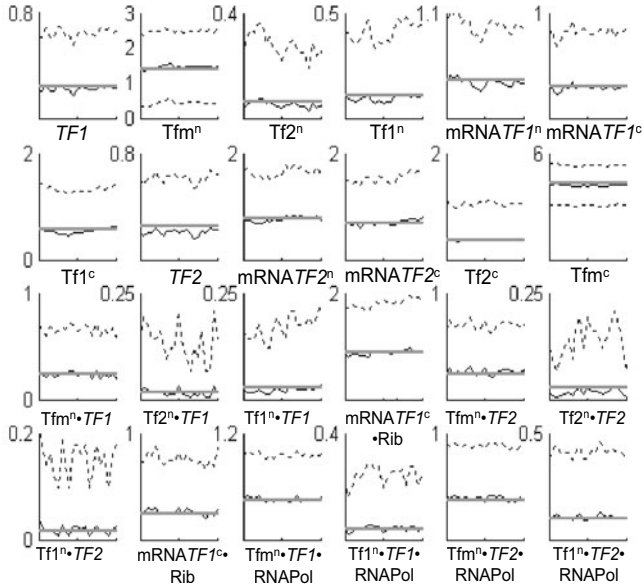 0.8 3 0.4 0.5 1.1 1
2
1
0 0
TF1 Tfmⁿ Tf2ⁿ Tf1ⁿ mRNATF1ⁿ mRNATF1ᶜ
2 0.8 2 2 2 6
0 0
Tf1ᶜ TF2 mRNATF2ⁿ mRNATF2ᶜ Tf2ᶜ Tfmᶜ
1 0.25 0.25 2 1 0.25
0 0
Tfmⁿ•TF1 Tf2ⁿ•TF1 Tf1ⁿ•TF1 mRNATF1ᶜ Tfmⁿ•TF2 Tf2ⁿ•TF2
•Rib
0.2 1 1.2 0.4 1 0.5
0
Tf1ⁿ•TF2 mRNATF1ᶜ• Tfmⁿ•TF1• Tf1ⁿ•TF1• Tfmⁿ•TF2• Tf1ⁿ•TF2•
Rib RNAPol RNAPol RNAPol RNAPol